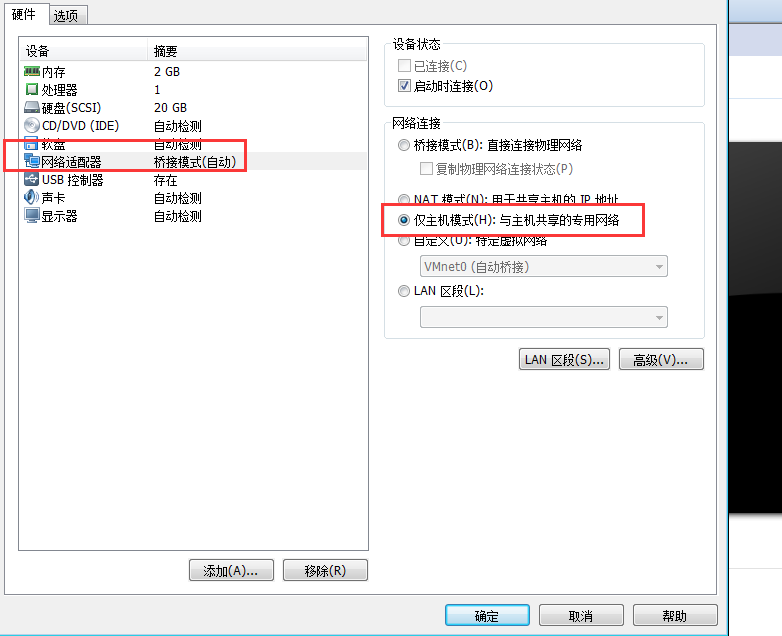 硬件 选项
设备 摘要
内存 2 GB
处理器 1
硬盘(SCSI) 20 GB
CD/DVD (IDE) 自动检测
软盘 自动检测
网络适配器 桥接模式(自动)
USB 控制器 存在
声卡 自动检测
显示器 自动检测
添加(A)... 移除(R)
设备状态
已连接(C)
启动时连接(O)
网络连接
桥接模式(B): 直接连接物理网络
复制物理网络连接状态(P)
NAT 模式(N): 用于共享主机的 IP 地址
仅主机模式(H): 与主机共享的专用网络
自定义(U): 特定虚拟网络
VMnet0 (自动桥接)
LAN 区段(L):
LAN 区段(S)... 高级(V)...
确定 取消 帮助